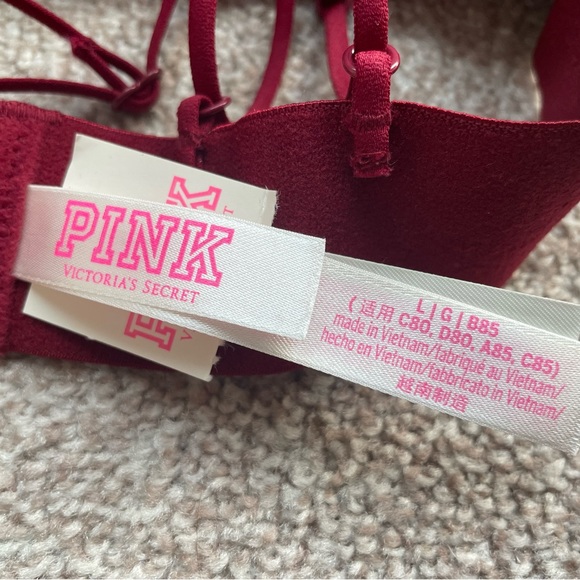 PINK
VICTORIA'S SECRET
L | G | B85
(适用 C80, D80, A85, C85)
made in Vietnam/fabriqué au Vietnam/
hecho en Vietnam/fabbricato in Vietnam/
越南制造